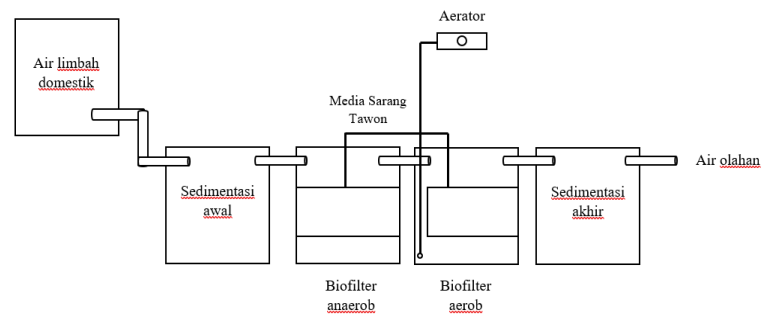 Aerator
Air limbah
domestik
Media Sarang
Tawon
Sedimentasi
awal
Sedimentasi
akhir
Air olahan
Biofilter
anaerob
Biofilter
aerob